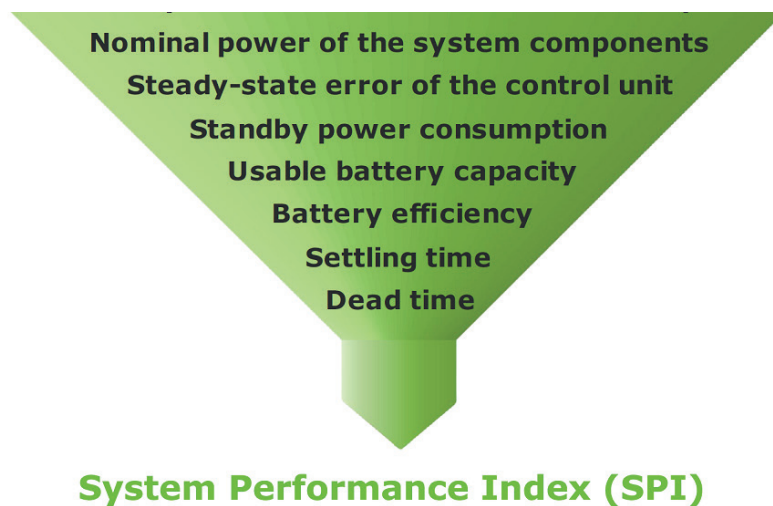 Nominal power of the system components
Steady-state error of the control unit
Standby power consumption
Usable battery capacity
Battery efficiency
Settling time
Dead time
System Performance Index (SPI)